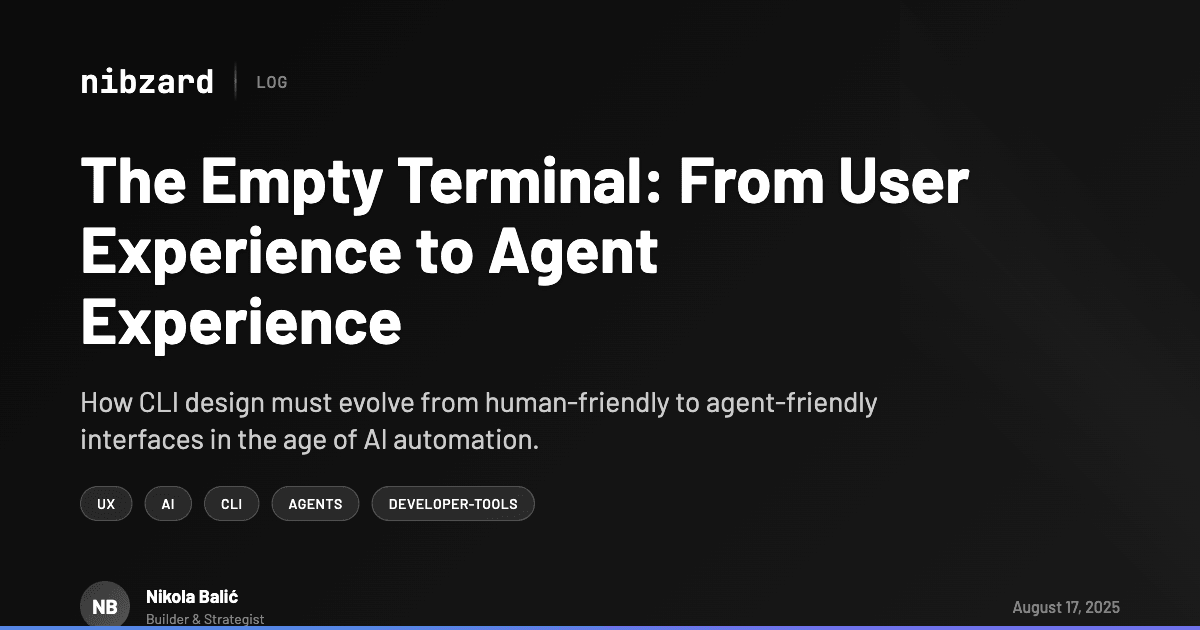 nibzard
LOG
The Empty Terminal: From User
Experience to Agent
Experience
How CLI design must evolve from human-friendly to agent-friendly
interfaces in the age of AI automation.
UX
AI
CLI
AGENTS
DEVELOPER-TOOLS
NB
Nikola Balić
Builder & Strategist
August 17, 2025